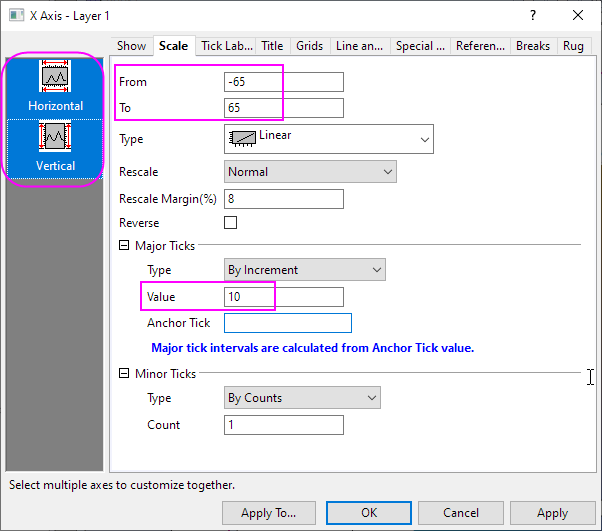 X Axis - Layer 1
?
Show
Scale
Tick Lab...
Title
Grids
Line an...
Special ...
Referen...
Breaks
Rug
Horizontal
Vertical
From -65
To 65
Type Linear
Rescale Normal
Rescale Margin(%) 8
Reverse
Major Ticks
Type By Increment
Value 10
Anchor Tick
Major tick intervals are calculated from Anchor Tick value.
Minor Ticks
Type By Counts
Count 1
Select multiple axes to customize together.
Apply To... OK Cancel Apply